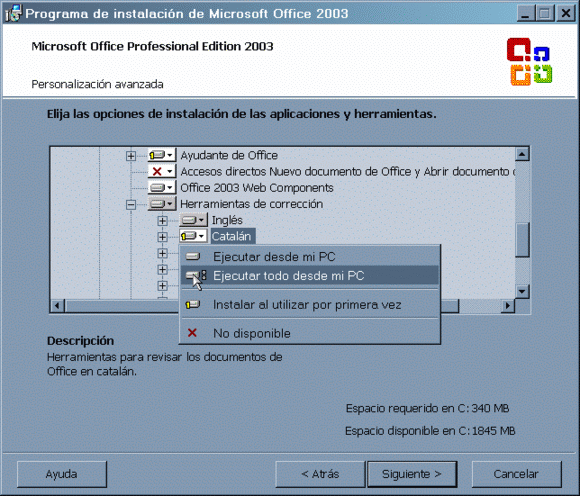 Programa de instalación de Microsoft Office 2003
Microsoft Office Professional Edition 2003
Personalización avanzada
Elija las opciones de instalación de las aplicaciones y herramientas.
Ayudante de Office
Accesos directos Nuevo documento de Office y Abrir documento
Office 2003 Web Components
Herramientas de corrección
Inglés
Catalán
Ejecutar desde mi PC
Ejecutar todo desde mi PC
Instalar al utilizar por primera vez
No disponible
Descripción
Herramientas para revisar los documentos de
Office en catalán.
Espacio requerido en C: 340 MB
Espacio disponible en C: 1845 MB
Ayuda
< Atrás
Siguiente >
Cancelar